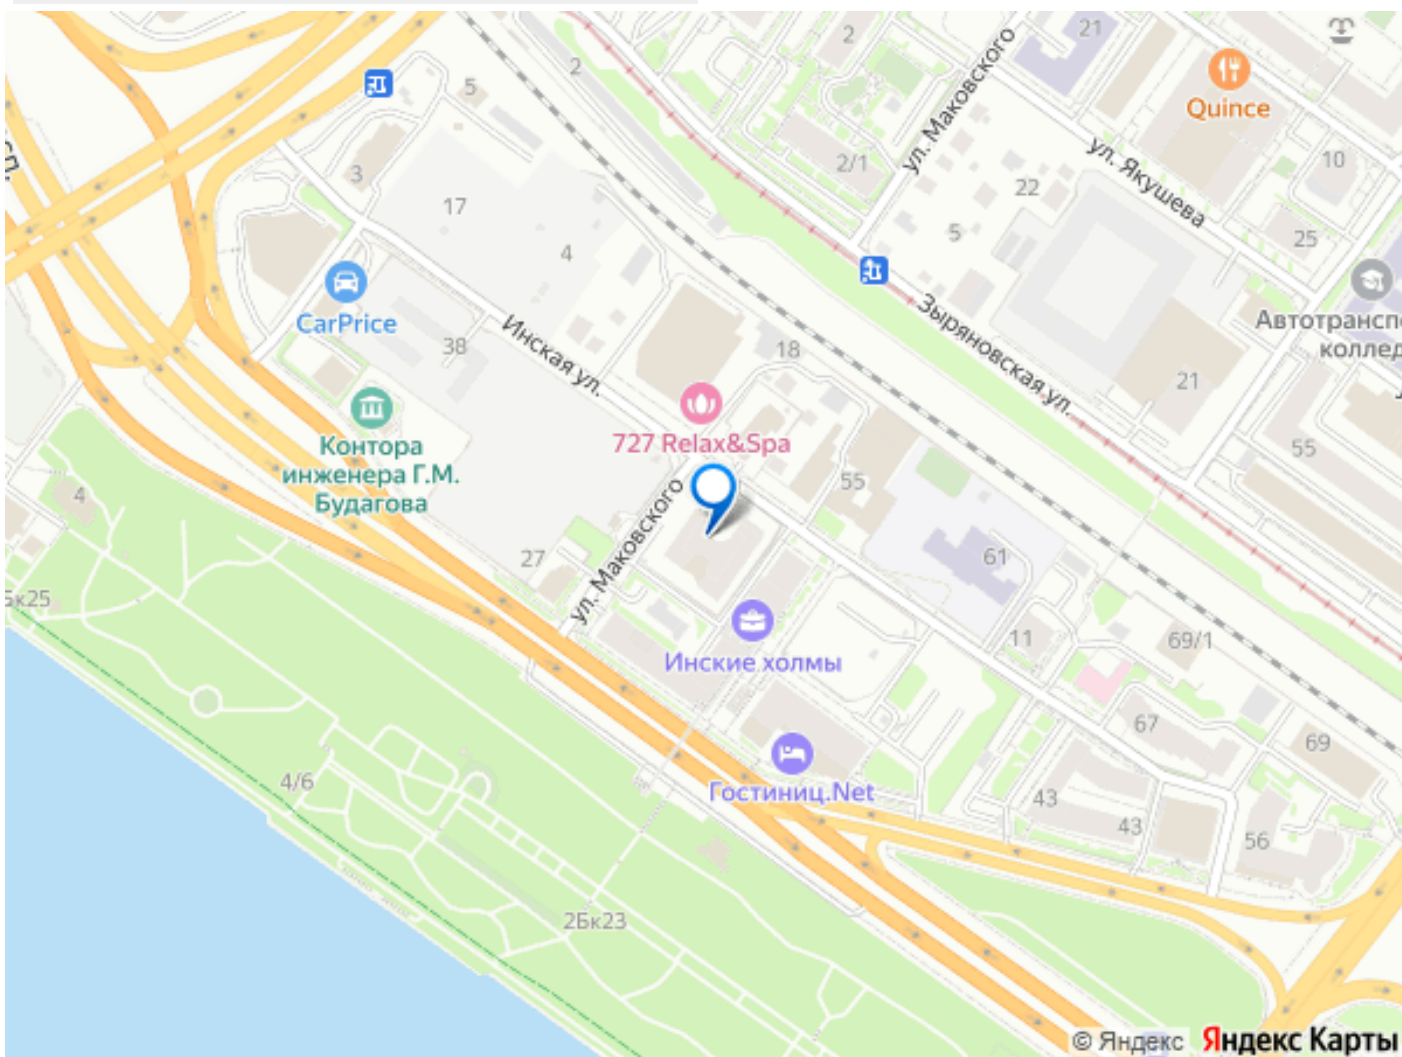 21
2
Quince
ул. Маковского
2
5
2/1
10
ул. Якушева
3
22
17
5
25
4
CarPrice
38
Инская ул.
18
Зыряновская ул.
Автотрансп
коллед
21
727 Relax&Spa
Контора
инженера Г.М.
Будагова
55
55
4
ул. Маковского
27
61
5к25
Инские холмы
11
69/1
67
69
4/6
Гостиниц.Net
43
43
56
2Бк23
© Яндекс Яндекс Карты